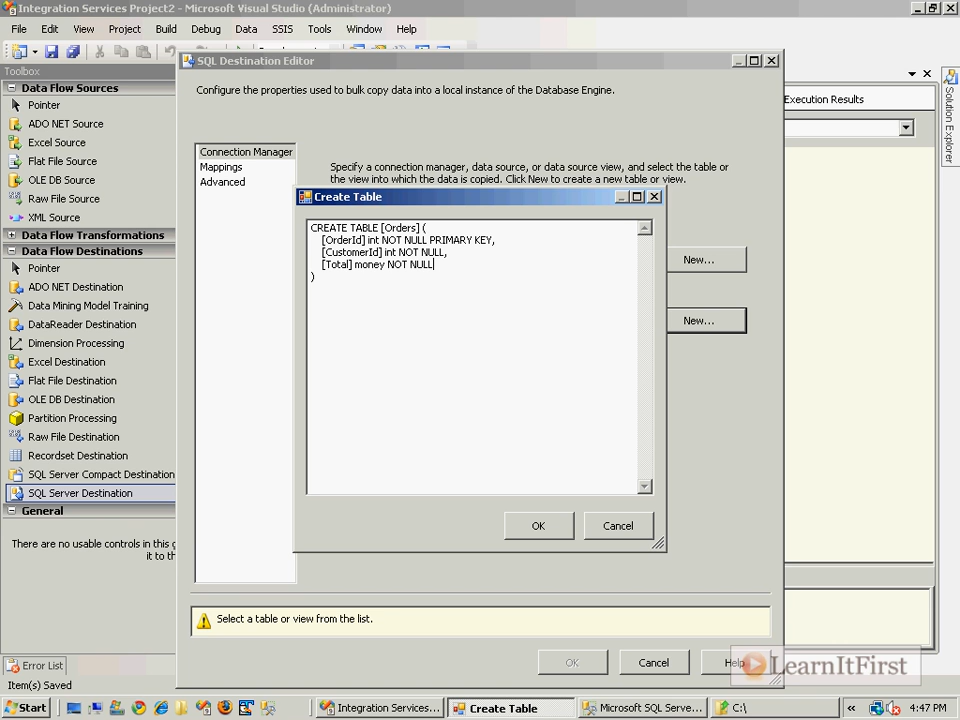 Integration Services Project2 - Microsoft Visual Studio (Administrator)
File Edit View Project Build Debug Data SSIS Tools Window Help
Toolbox
Data Flow Sources
Pointer
ADO NET Source
Excel Source
Flat File Source
OLE DB Source
Raw File Source
XML Source
Data Flow Transformations
Data Flow Destinations
Pointer
ADO NET Destination
Data Mining Model Training
DataReader Destination
Dimension Processing
Excel Destination
Flat File Destination
OLE DB Destination
Partition Processing
Raw File Destination
Recordset Destination
SQL Server Compact Destination
SQL Server Destination
General
There are no usable controls in this
it to th
SQL Destination Editor
Configure the properties used to bulk copy data into a local instance of the Database Engine.
Connection Manager
Mappings
Advanced
Specify a connection manager, data source, or data source view, and select the table or
the view into which the data is copied. Click New to create a new table or view.
Create Table
CREATE TABLE [Orders] (
[OrderId] int NOT NULL PRIMARY KEY,
[CustomerId] int NOT NULL,
[Total] money NOT NULL
)
OK Cancel
New...
New...
Select a table or view from the list.
OK Cancel Help
Execution Results
Solution Explorer
LearnItFirst
Error List
Item(s) Saved
Start
Integration Services...
Create Table
Microsoft SQL Serve...
C:\
«
4:47 PM